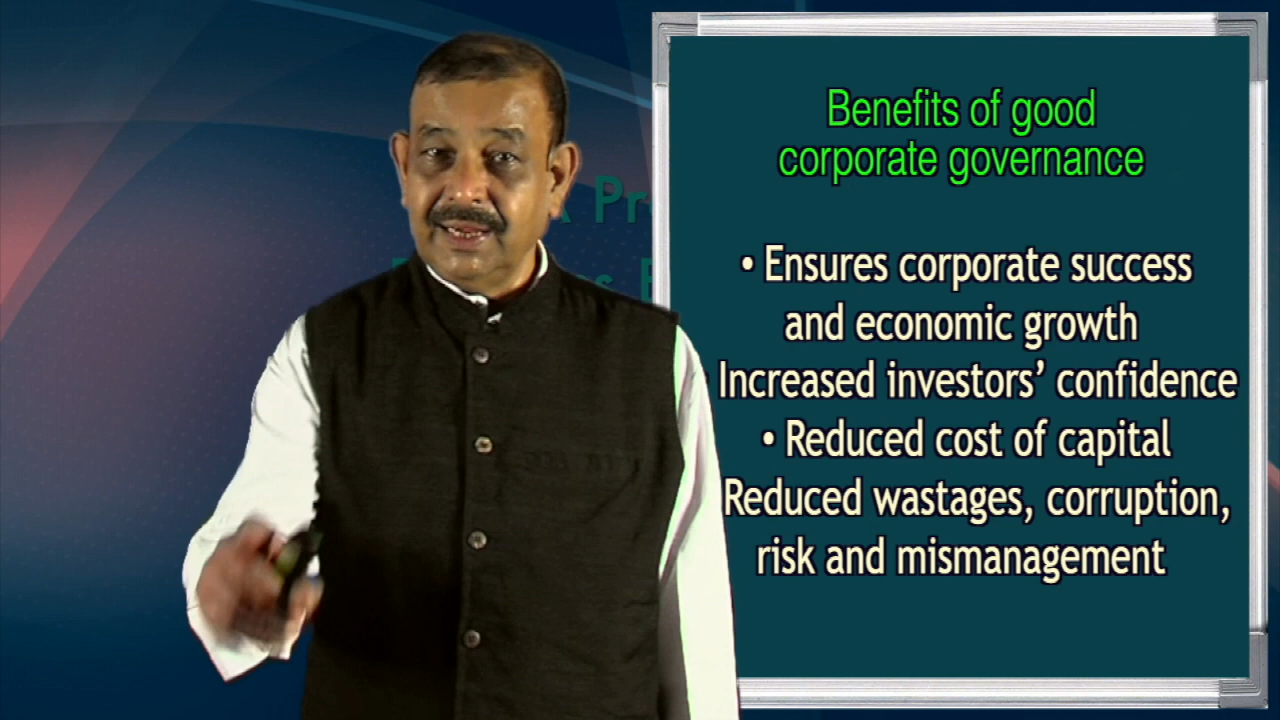 Benefits of good
corporate governance
• Ensures corporate success
and economic growth
Increased investors’ confidence
• Reduced cost of capital
Reduced wastages, corruption,
risk and mismanagement